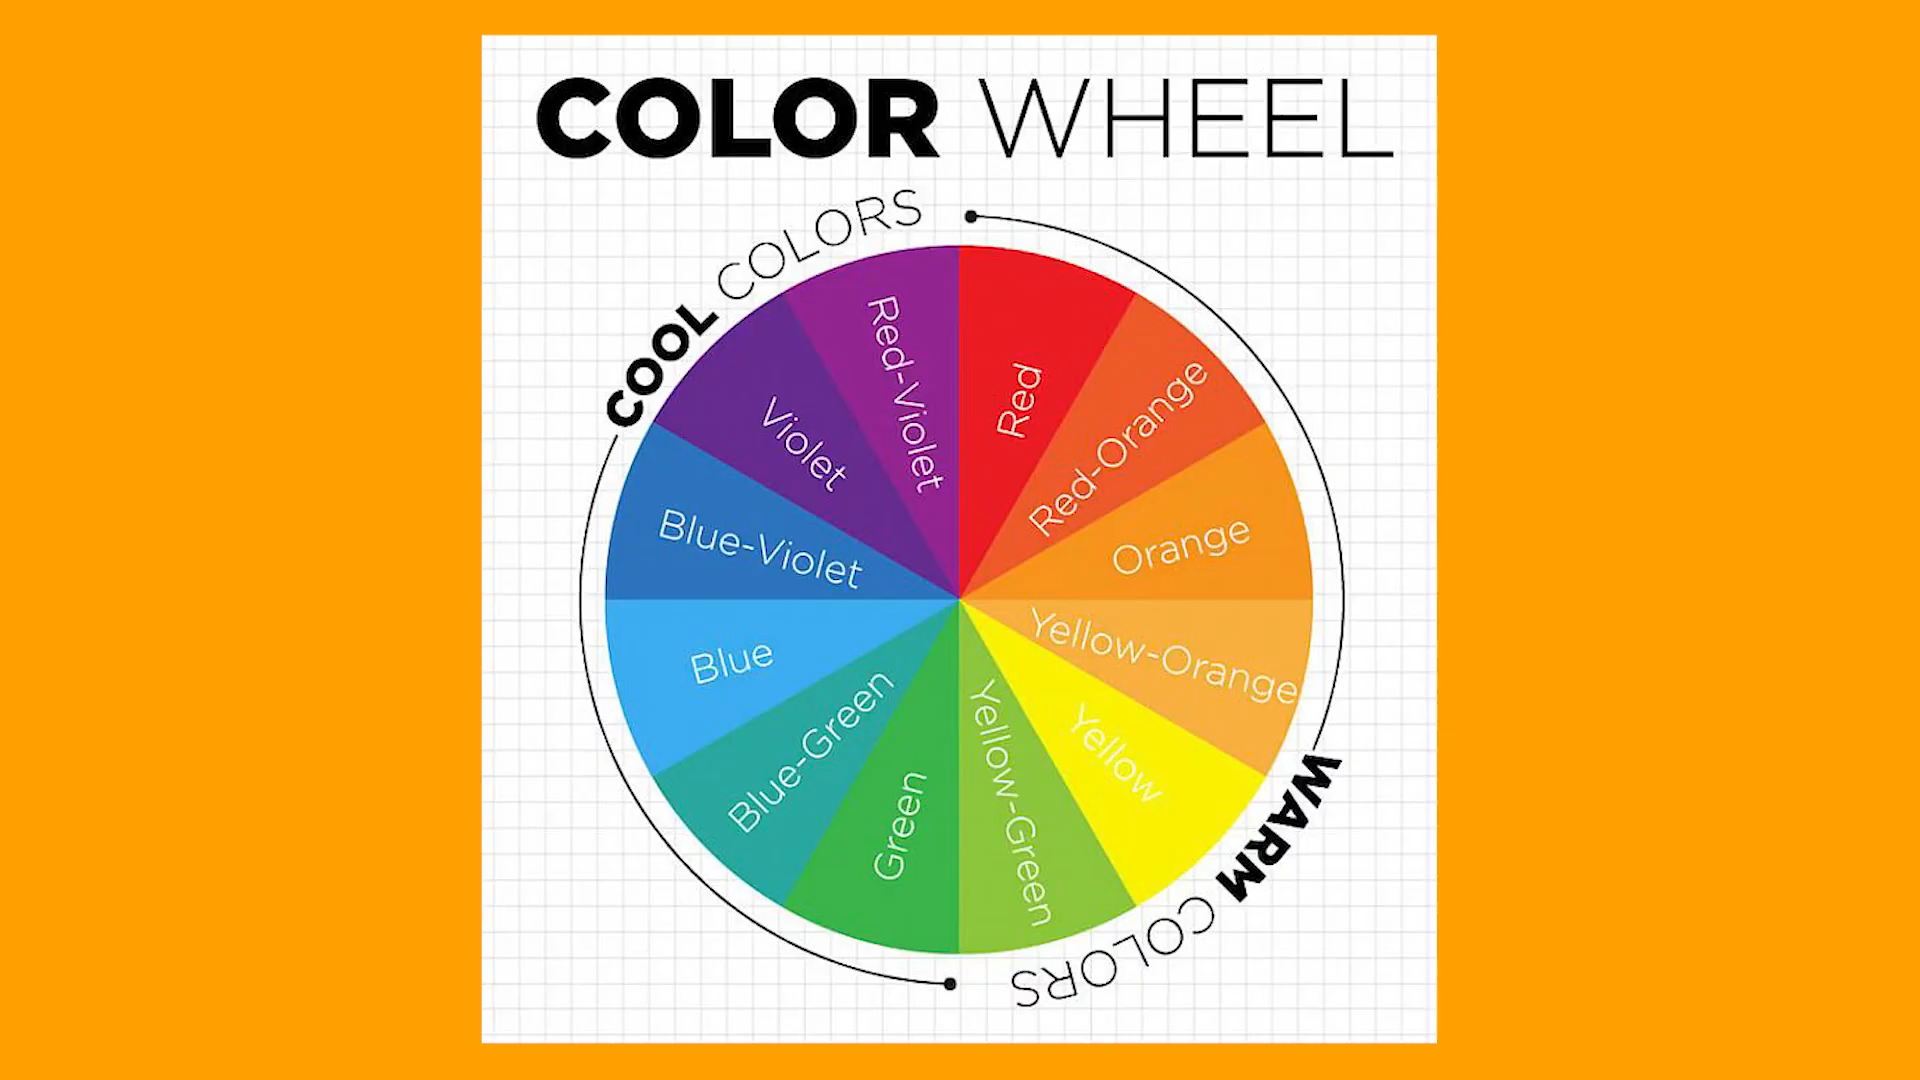 COLOR WHEEL
COOL COLORS
Red-Violet
Red
Violet
Red-Orange
Blue-Violet
Orange
Blue
Yellow-Orange
Blue-Green
Yellow
Green
Yellow-Green
WARM COLORS